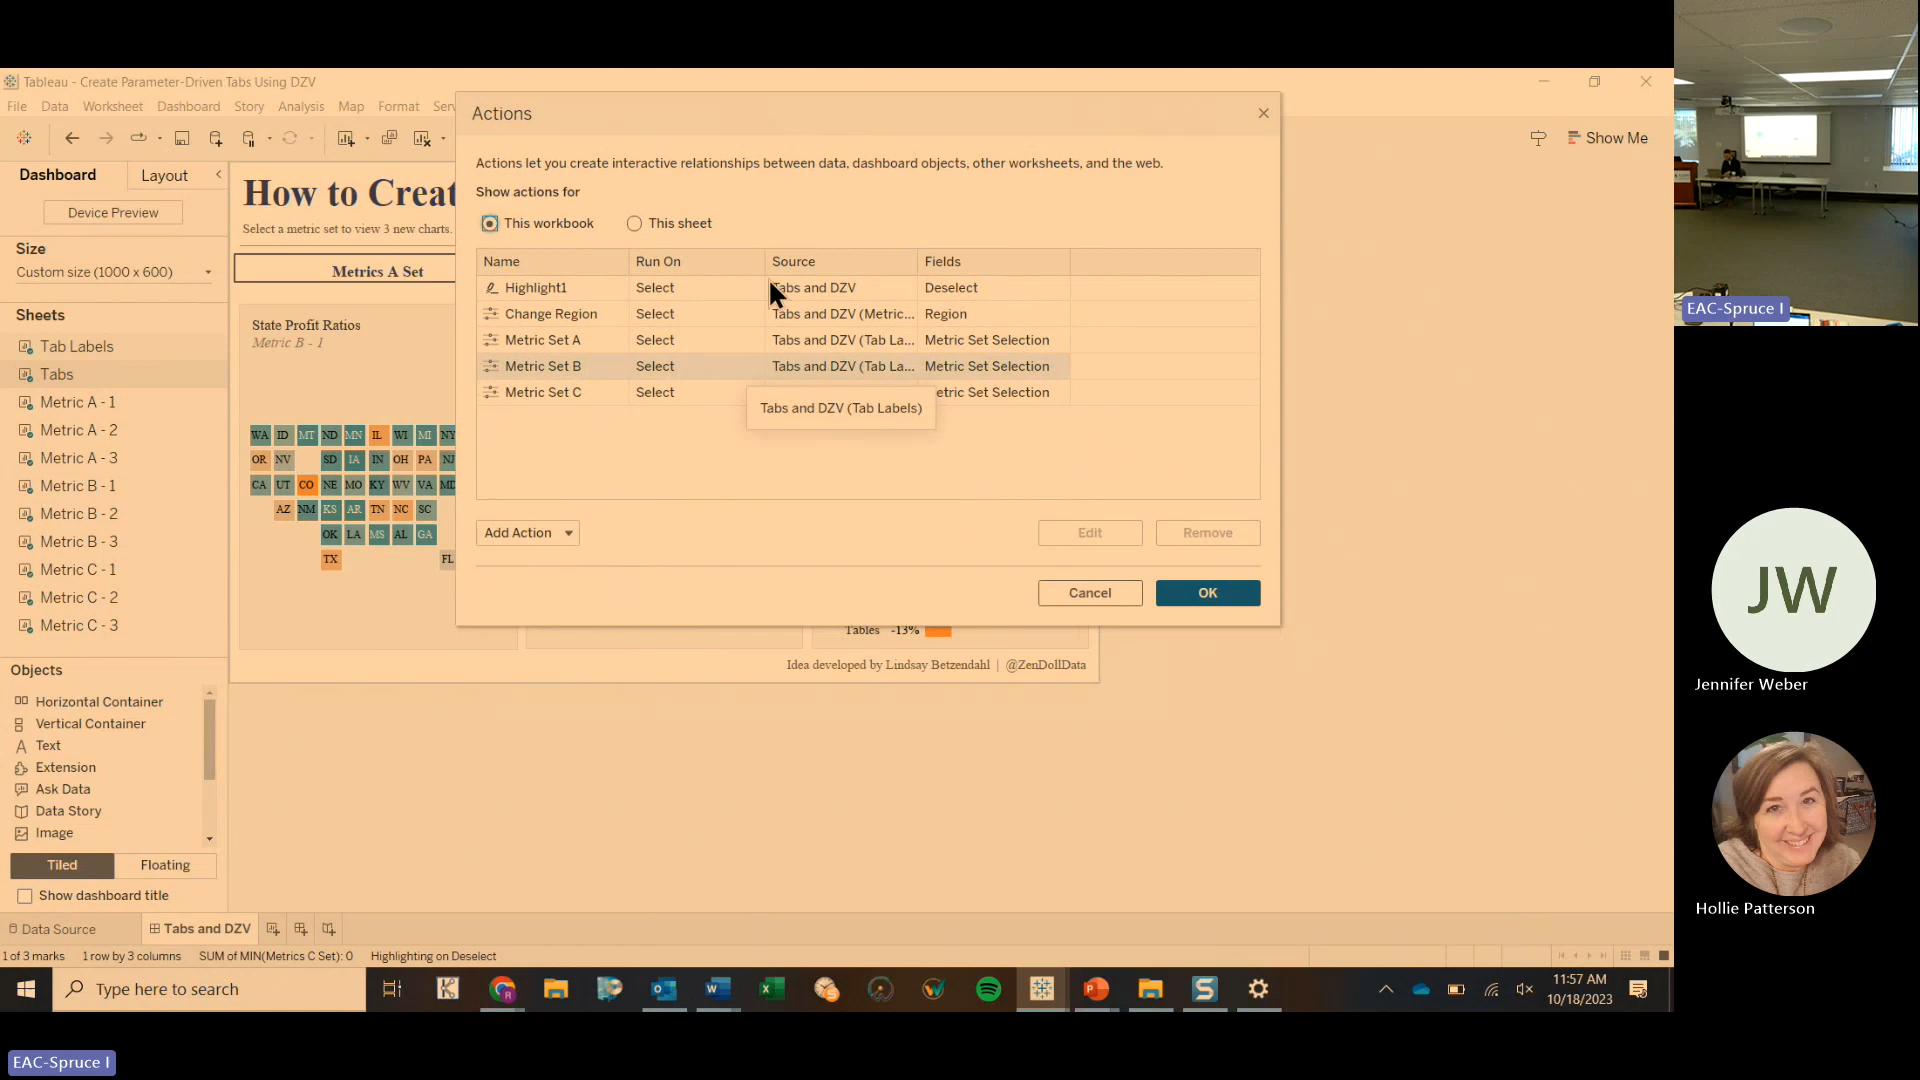 Tableau - Create Parameter-Driven Tabs Using DZV
File Data Worksheet Dashboard Story Analysis Map Format
Show Me
Dashboard Layout
Device Preview
Size
Custom size (1000 x 600)
Sheets
Tab Labels
Tabs
Metric A - 1
Metric A - 2
Metric A - 3
Metric B - 1
Metric B - 2
Metric B - 3
Metric C - 1
Metric C - 2
Metric C - 3
Objects
Horizontal Container
Vertical Container
Text
Extension
Ask Data
Data Story
Image
Tiled Floating
Show dashboard title
How to Creat
Select a metric set to view 3 new charts.
Metrics A Set
State Profit Ratios
Metric B - 1
WA ID MT ND MN IL WI MI NY
OR NV SD IA IN OH PA NJ
CA UT CO NE MO KY WV VA MD
AZ NM KS AR TN NC SC
OK LA MS AL GA
TX FL
Actions
Actions let you create interactive relationships between data, dashboard objects, other worksheets, and the web.
Show actions for
This workbook This sheet
Name Run On Source Fields
Highlight1 Select Tabs and DZV Deselect
Change Region Select Tabs and DZV (Metric... Region
Metric Set A Select Tabs and DZV (Tab La... Metric Set Selection
Metric Set B Select Tabs and DZV (Tab La... Metric Set Selection
Metric Set C Select etric Set Selection
Tabs and DZV (Tab Labels)
Add Action Edit Remove
Cancel OK
Tables -13%
Idea developed by Lindsay Betzendahl | @ZenDollData
Data Source Tabs and DZV
1 of 3 marks 1 row by 3 columns SUM of MIN(Metrics C Set): 0 Highlighting on Deselect
Type here to search
11:57 AM
10/18/2023
EAC-Spruce I
EAC-Spruce I
JW
Jennifer Weber
Hollie Patterson